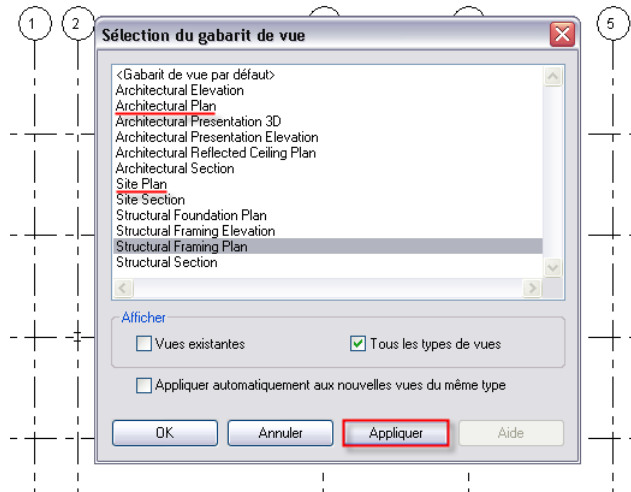 1
2
5
Sélection du gabarit de vue
<Gabarit de vue par défaut>
Architectural Elevation
Architectural Plan
Architectural Presentation 3D
Architectural Presentation Elevation
Architectural Reflected Ceiling Plan
Architectural Section
Site Plan
Site Section
Structural Foundation Plan
Structural Framing Elevation
Structural Framing Plan
Structural Section
Afficher
Vues existantes
Tous les types de vues
Appliquer automatiquement aux nouvelles vues du même type
OK
Annuler
Appliquer
Aide